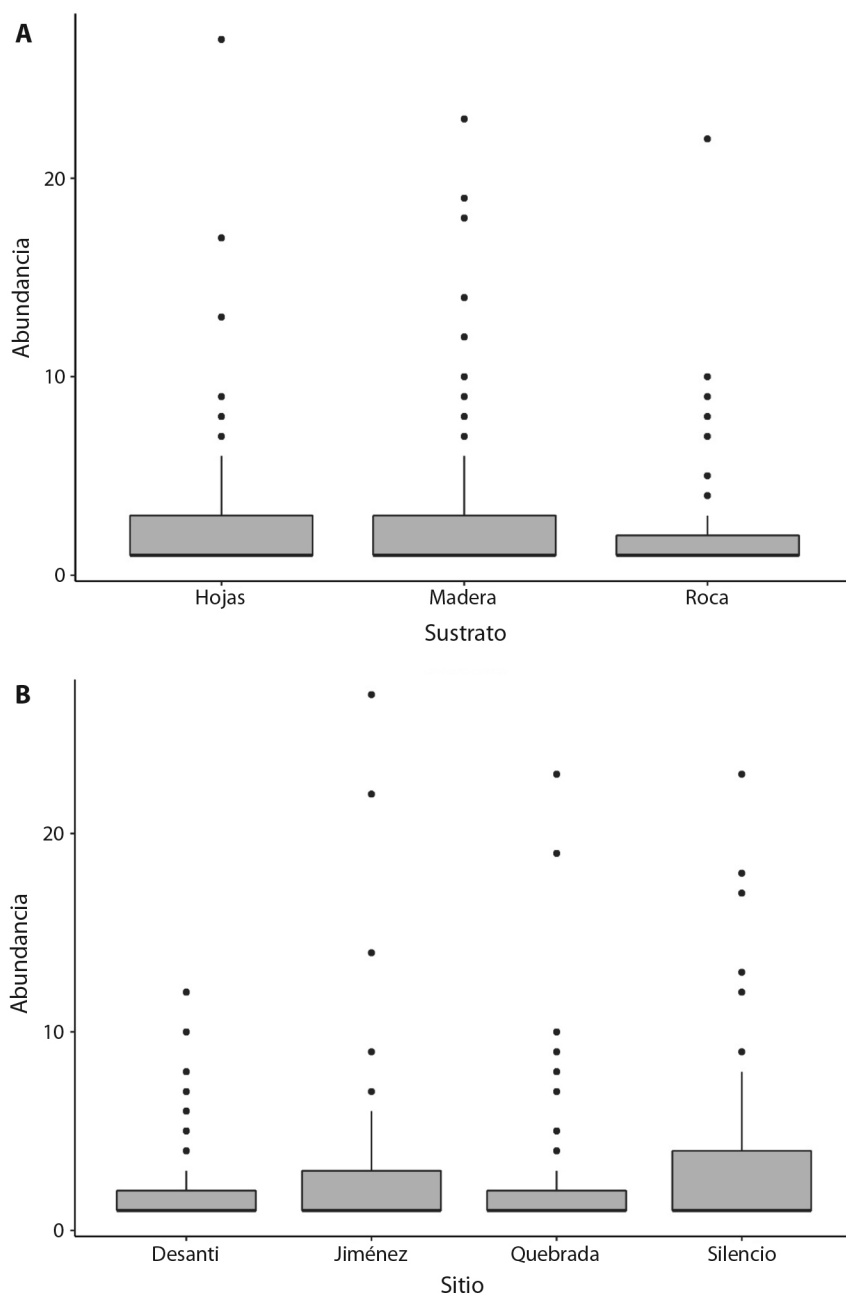 A
Abundancia
20
10
0
Hojas Madera Roca
Sustrato
B
Abundancia
20
10
0
Desanti Jiménez Quebrada Silencio
Sitio